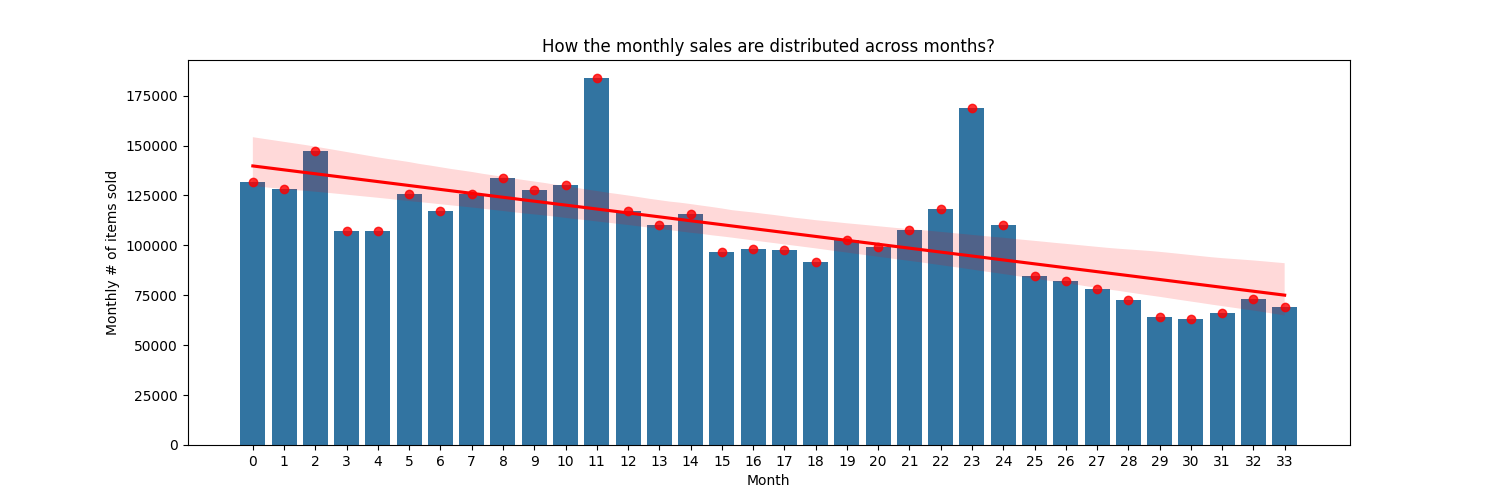 How the monthly sales are distributed across months?
Monthly # of items sold
175000
150000
125000
100000
75000
50000
25000
0
0 1 2 3 4 5 6 7 8 9 10 11 12 13 14 15 16 17 18 19 20 21 22 23 24 25 26 27 28 29 30 31 32 33
Month